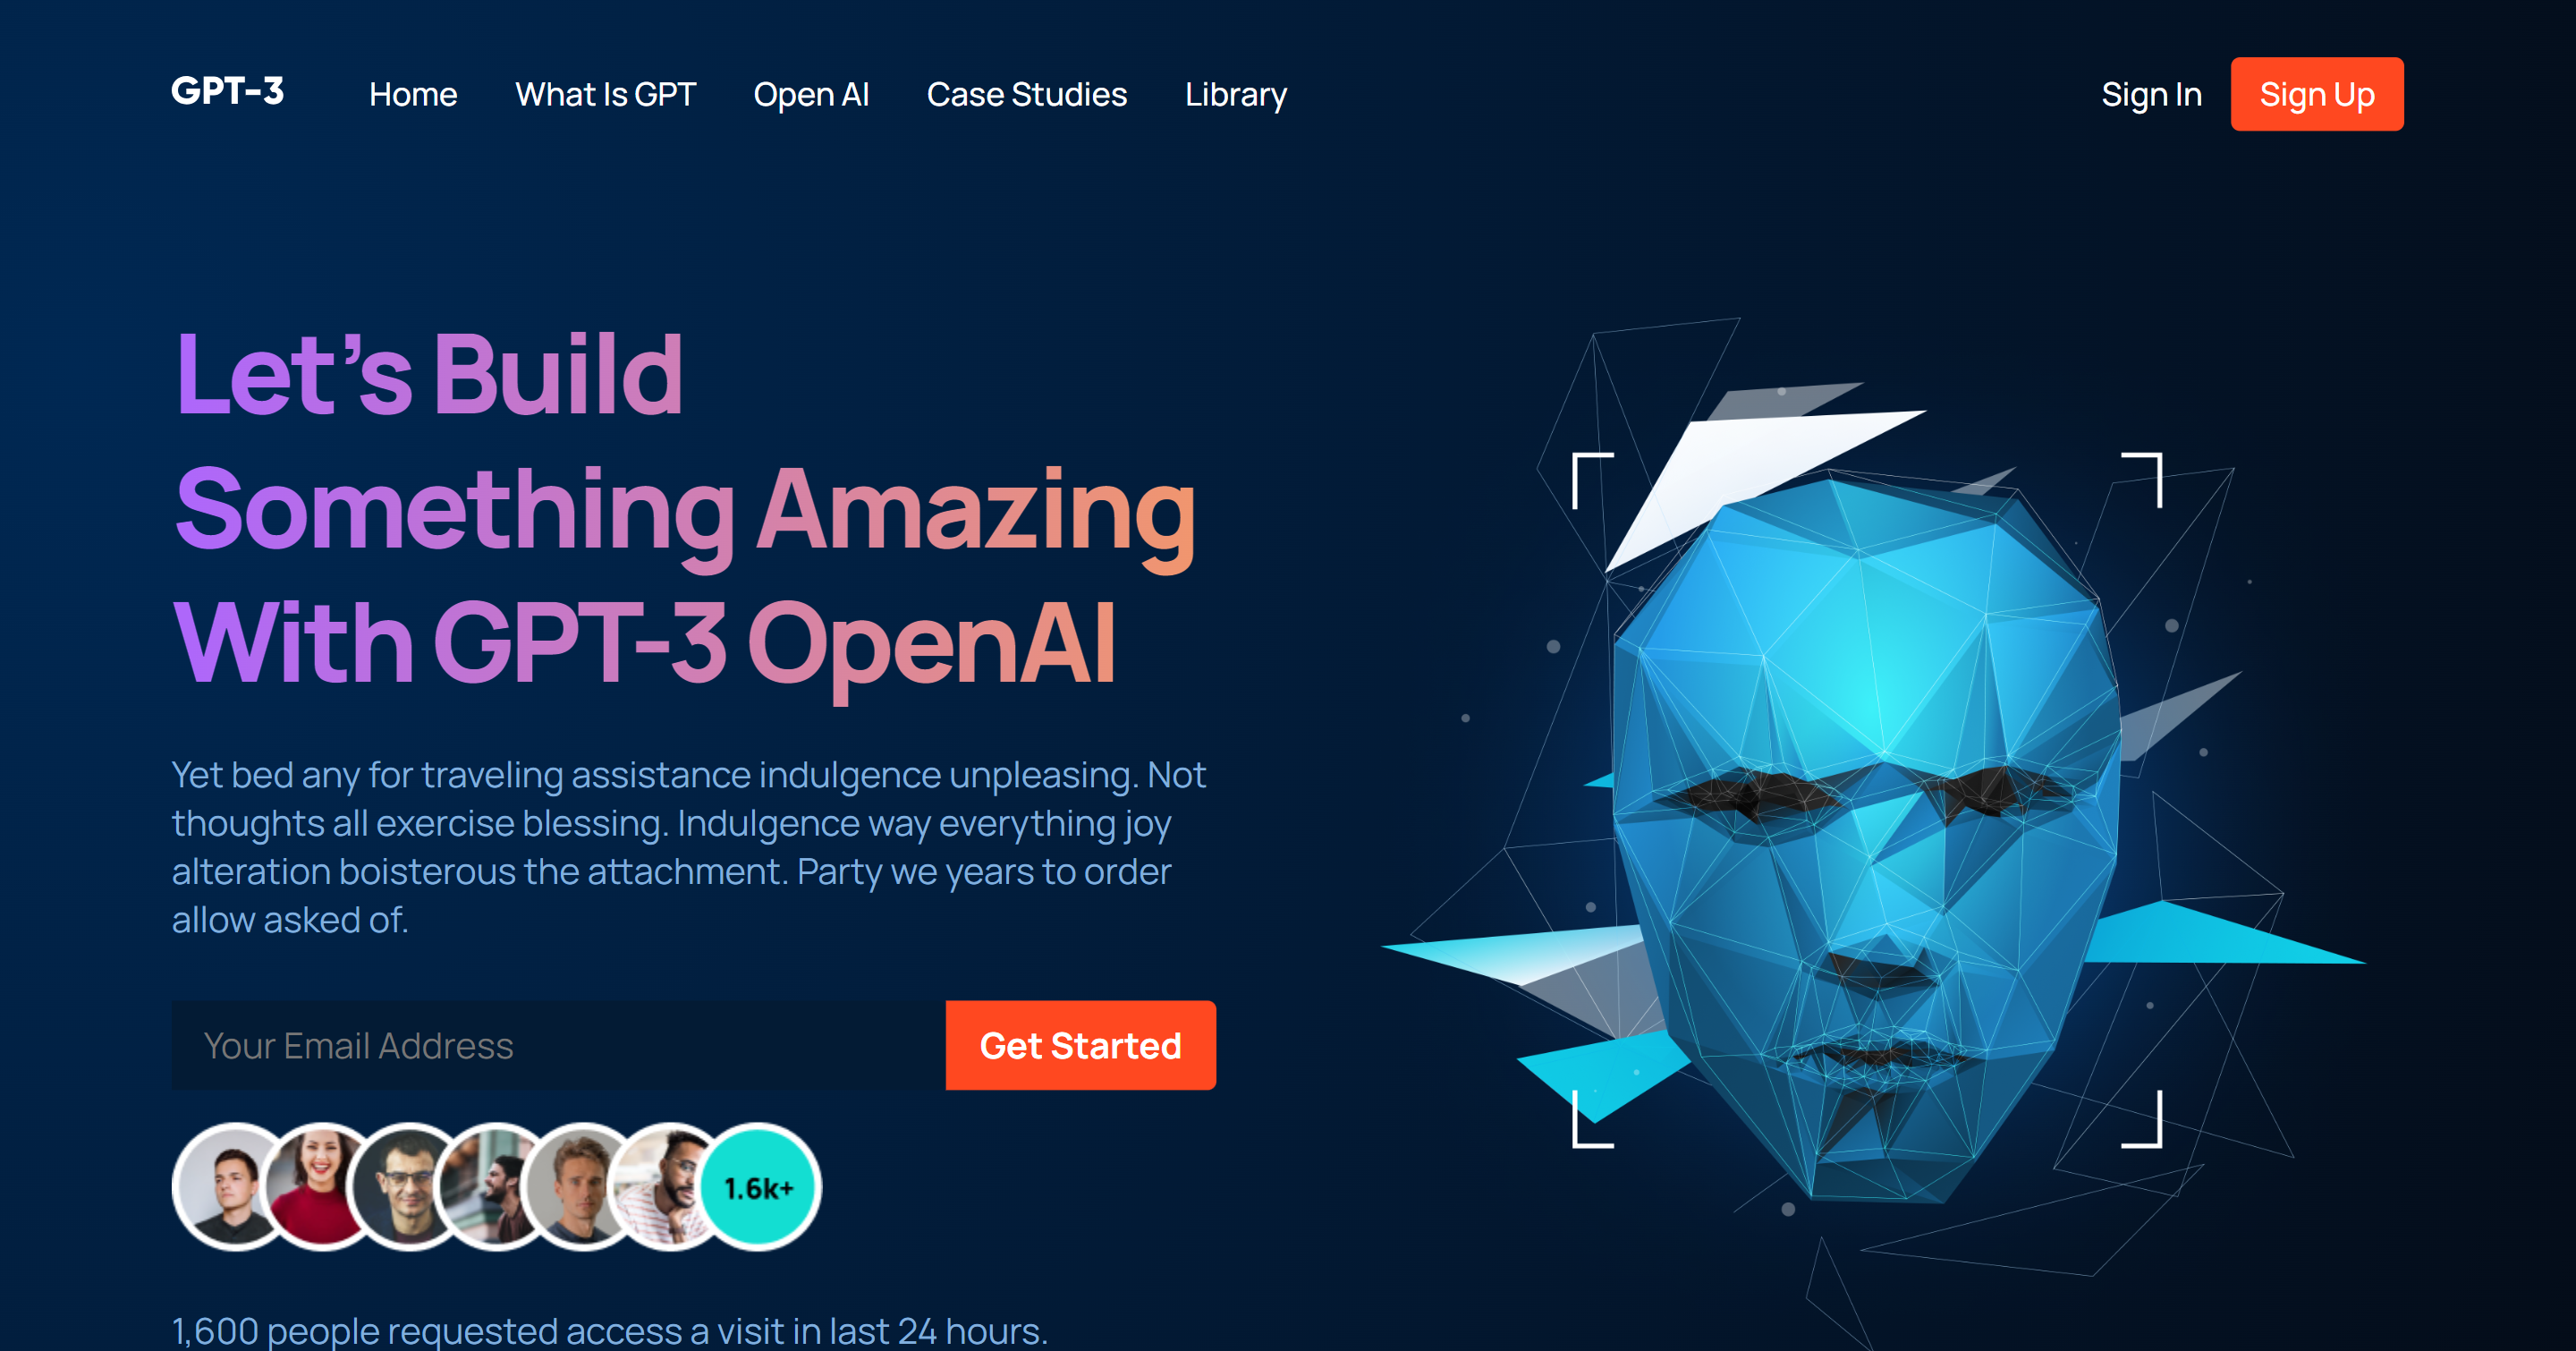 GPT-3
Home
What Is GPT
Open AI
Case Studies
Library
Sign In
Sign Up
Let’s Build
Something Amazing
With GPT-3 OpenAI
Yet bed any for traveling assistance indulgence unpleasing. Not
thoughts all exercise blessing. Indulgence way everything joy
alteration boisterous the attachment. Party we years to order
allow asked of.
Your Email Address
Get Started
1.6k+
1,600 people requested access a visit in last 24 hours.